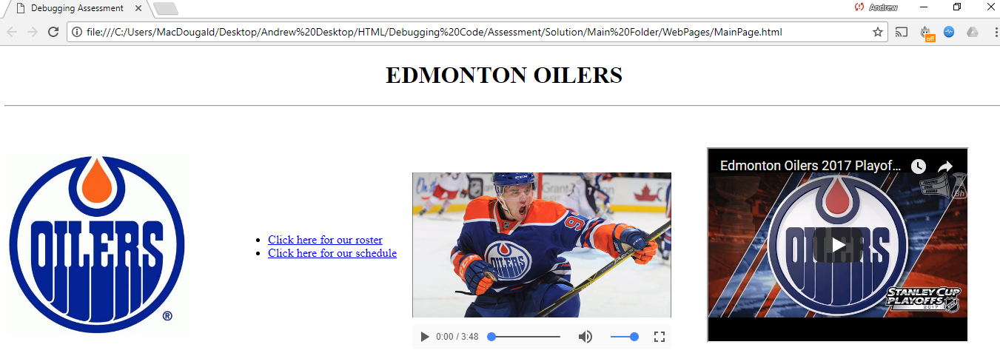 Debugging Assessment
Andrew
file:///C:/Users/MacDougald/Desktop/Andrew%20Desktop/HTML/Debugging%20Code/Assessment/Solution/Main%20Folder/WebPages/MainPage.html
off
EDMONTON OILERS
OILERS
®
Click here for our roster
Click here for our schedule
CCM
OILERS
0:00 / 3:48
Edmonton Oilers 2017 Playof...
OILERS
STANLEY CUP
PLAYOFFS
2017